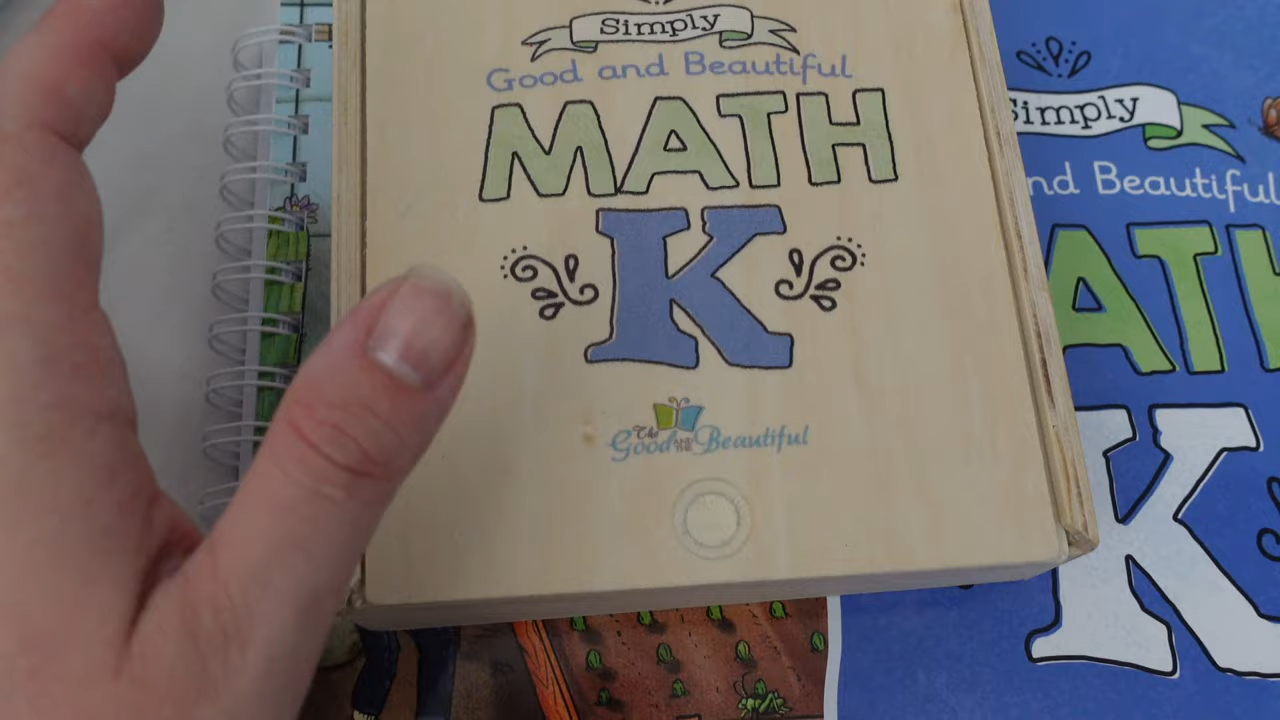 Simply
Good and Beautiful
MATH
K
The
Good AND THE Beautiful
Simply
nd Beautiful
ATH
K